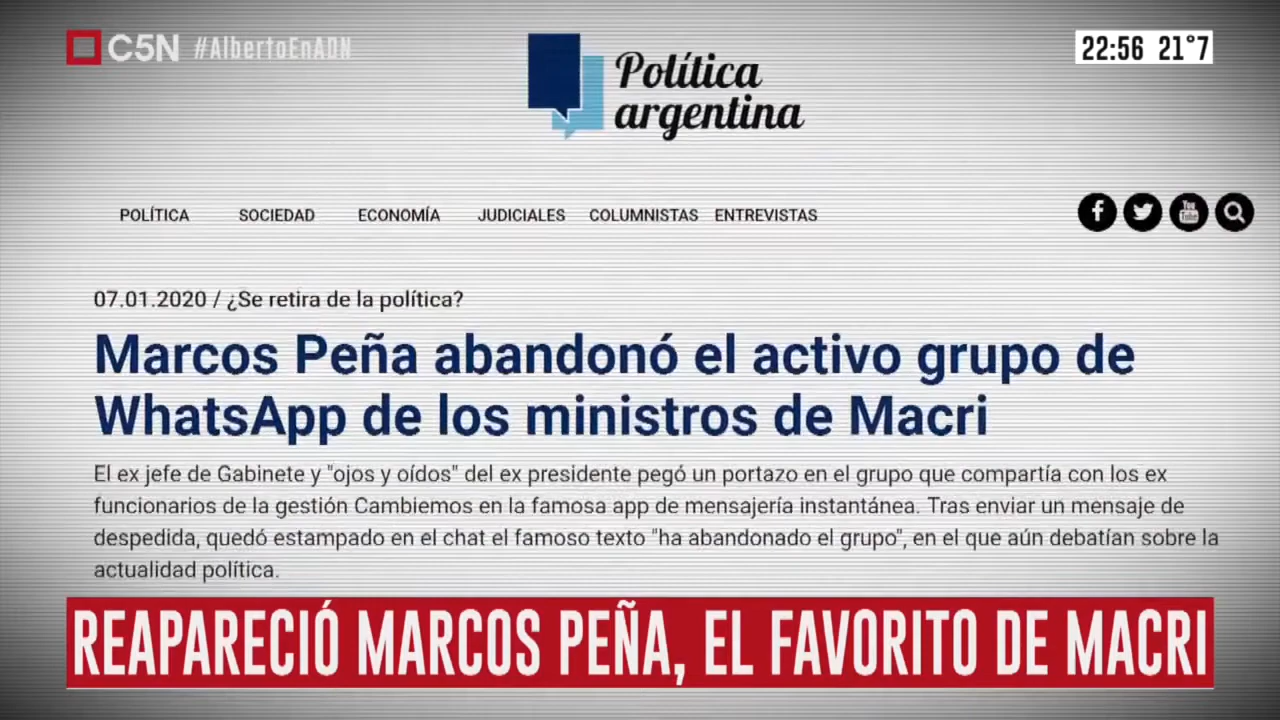 C5N #AlbertoEnADN
22:56 21°7
Política
argentina
POLÍTICA SOCIEDAD ECONOMÍA JUDICIALES COLUMNISTAS ENTREVISTAS
You
Tube
07.01.2020 / ¿Se retira de la política?
Marcos Peña abandonó el activo grupo de
WhatsApp de los ministros de Macri
El ex jefe de Gabinete y "ojos y oídos" del ex presidente pegó un portazo en el grupo que compartía con los ex
funcionarios de la gestión Cambiemos en la famosa app de mensajería instantánea. Tras enviar un mensaje de
despedida, quedó estampado en el chat el famoso texto "ha abandonado el grupo", en el que aún debatían sobre la
actualidad política.
REAPARECIÓ MARCOS PEÑA, EL FAVORITO DE MACRI